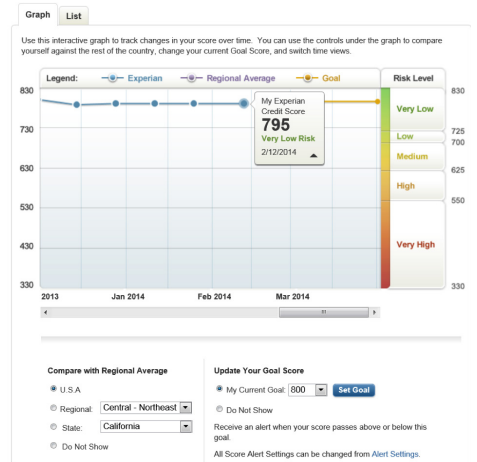 Graph
List
Use this interactive graph to track changes in your score over time. You can use the controls under the graph to compare
yourself against the rest of the country, change your current Goal Score, and switch time views.
Legend:
Experian
Regional Average
Goal
Risk Level
830
730
630
530
430
330
My Experian
Credit Score
795
Very Low Risk
2/12/2014
Very Low
Low
Medium
High
Very High
830
725
700
625
550
330
2013
Jan 2014
Feb 2014
Mar 2014
Compare with Regional Average
U.S.A
Regional: Central - Northeast
State: California
Do Not Show
Update Your Goal Score
My Current Goal: 800 Set Goal
Do Not Show
Receive an alert when your score passes above or below this
goal.
All Score Alert Settings can be changed from Alert Settings.